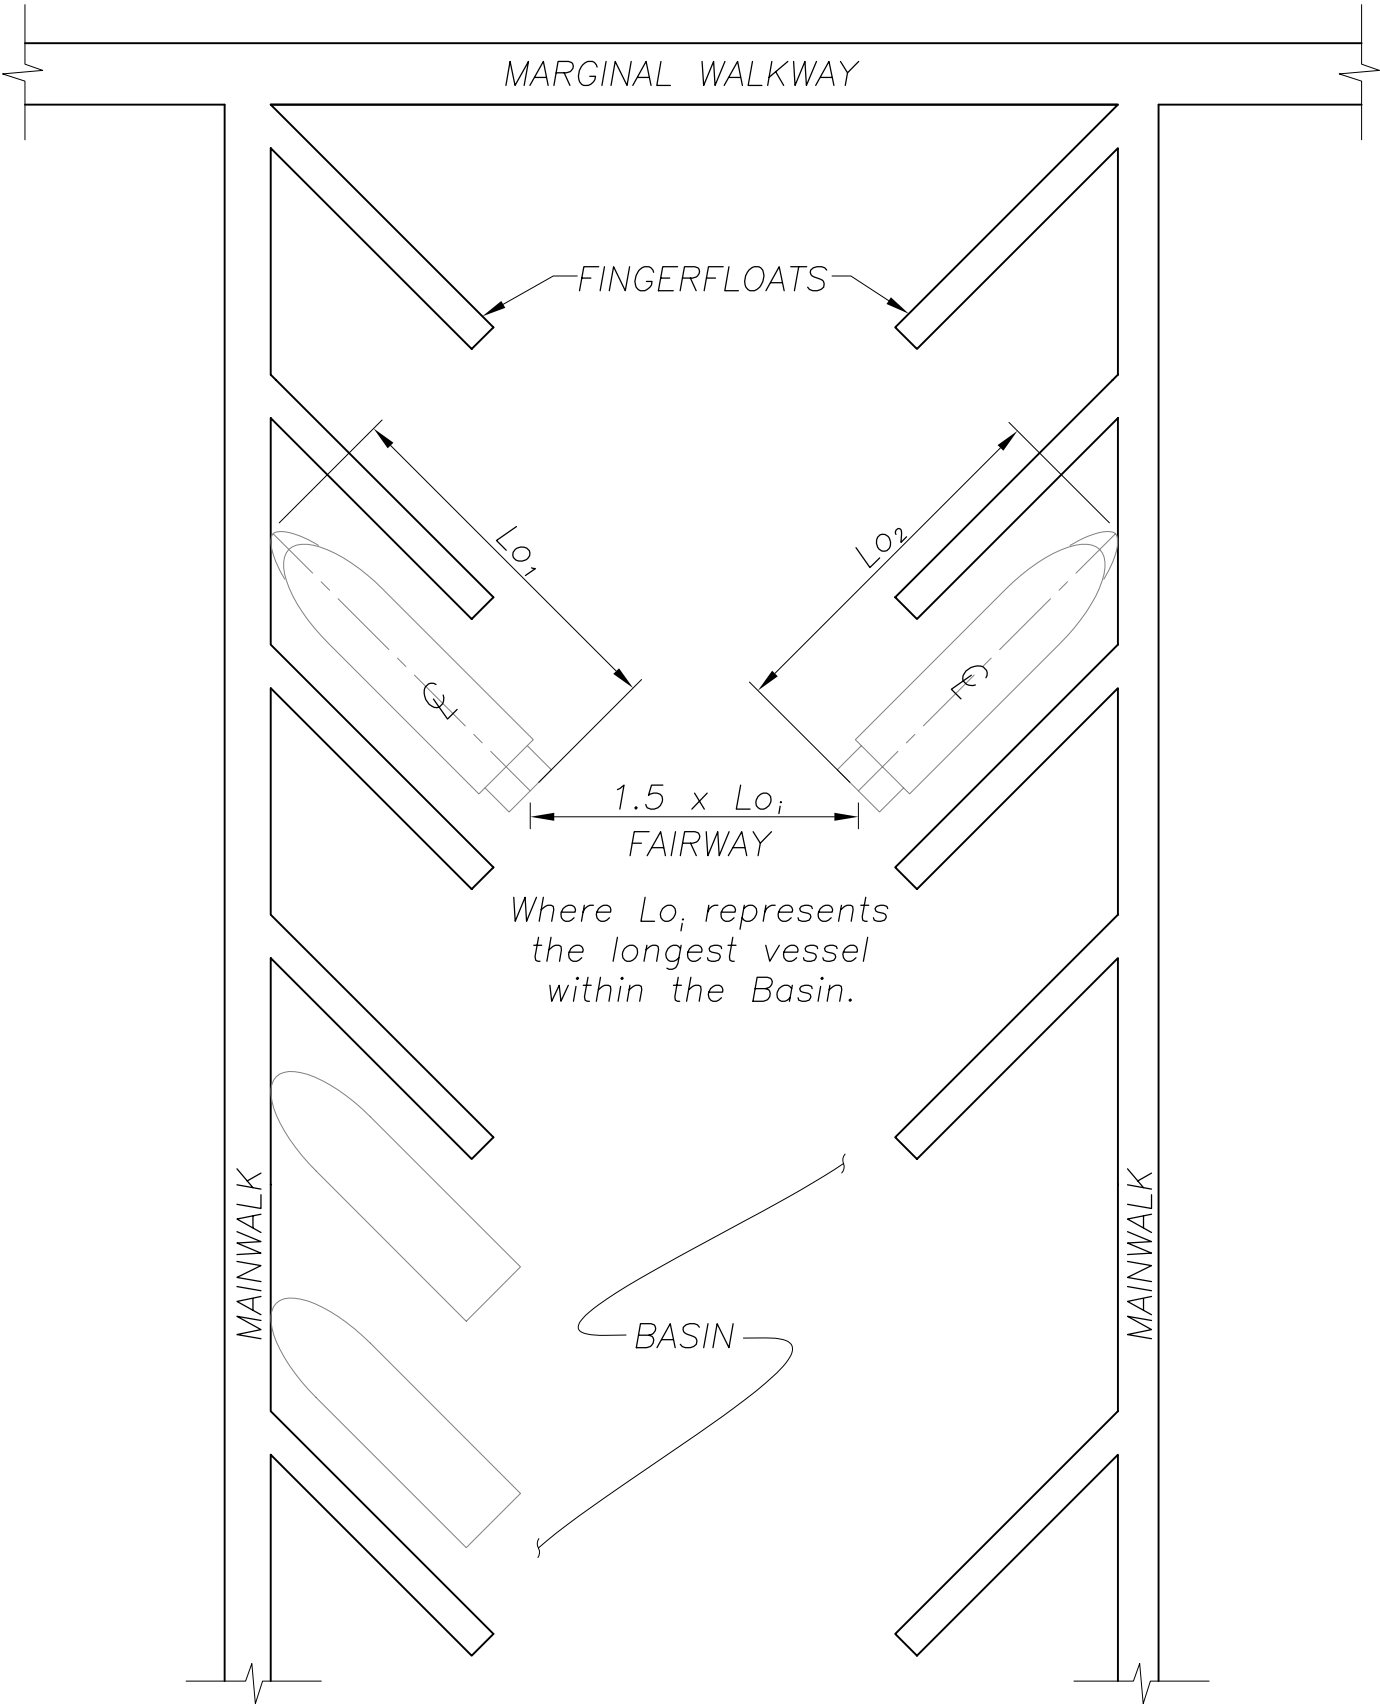 MARGINAL WALKWAY
FINGERFLOATS
Lo₁
Lo₂
℄
℄
1.5 x Loᵢ
FAIRWAY
Where Loᵢ represents
the longest vessel
within the Basin.
MAINWALK
MAINWALK
BASIN